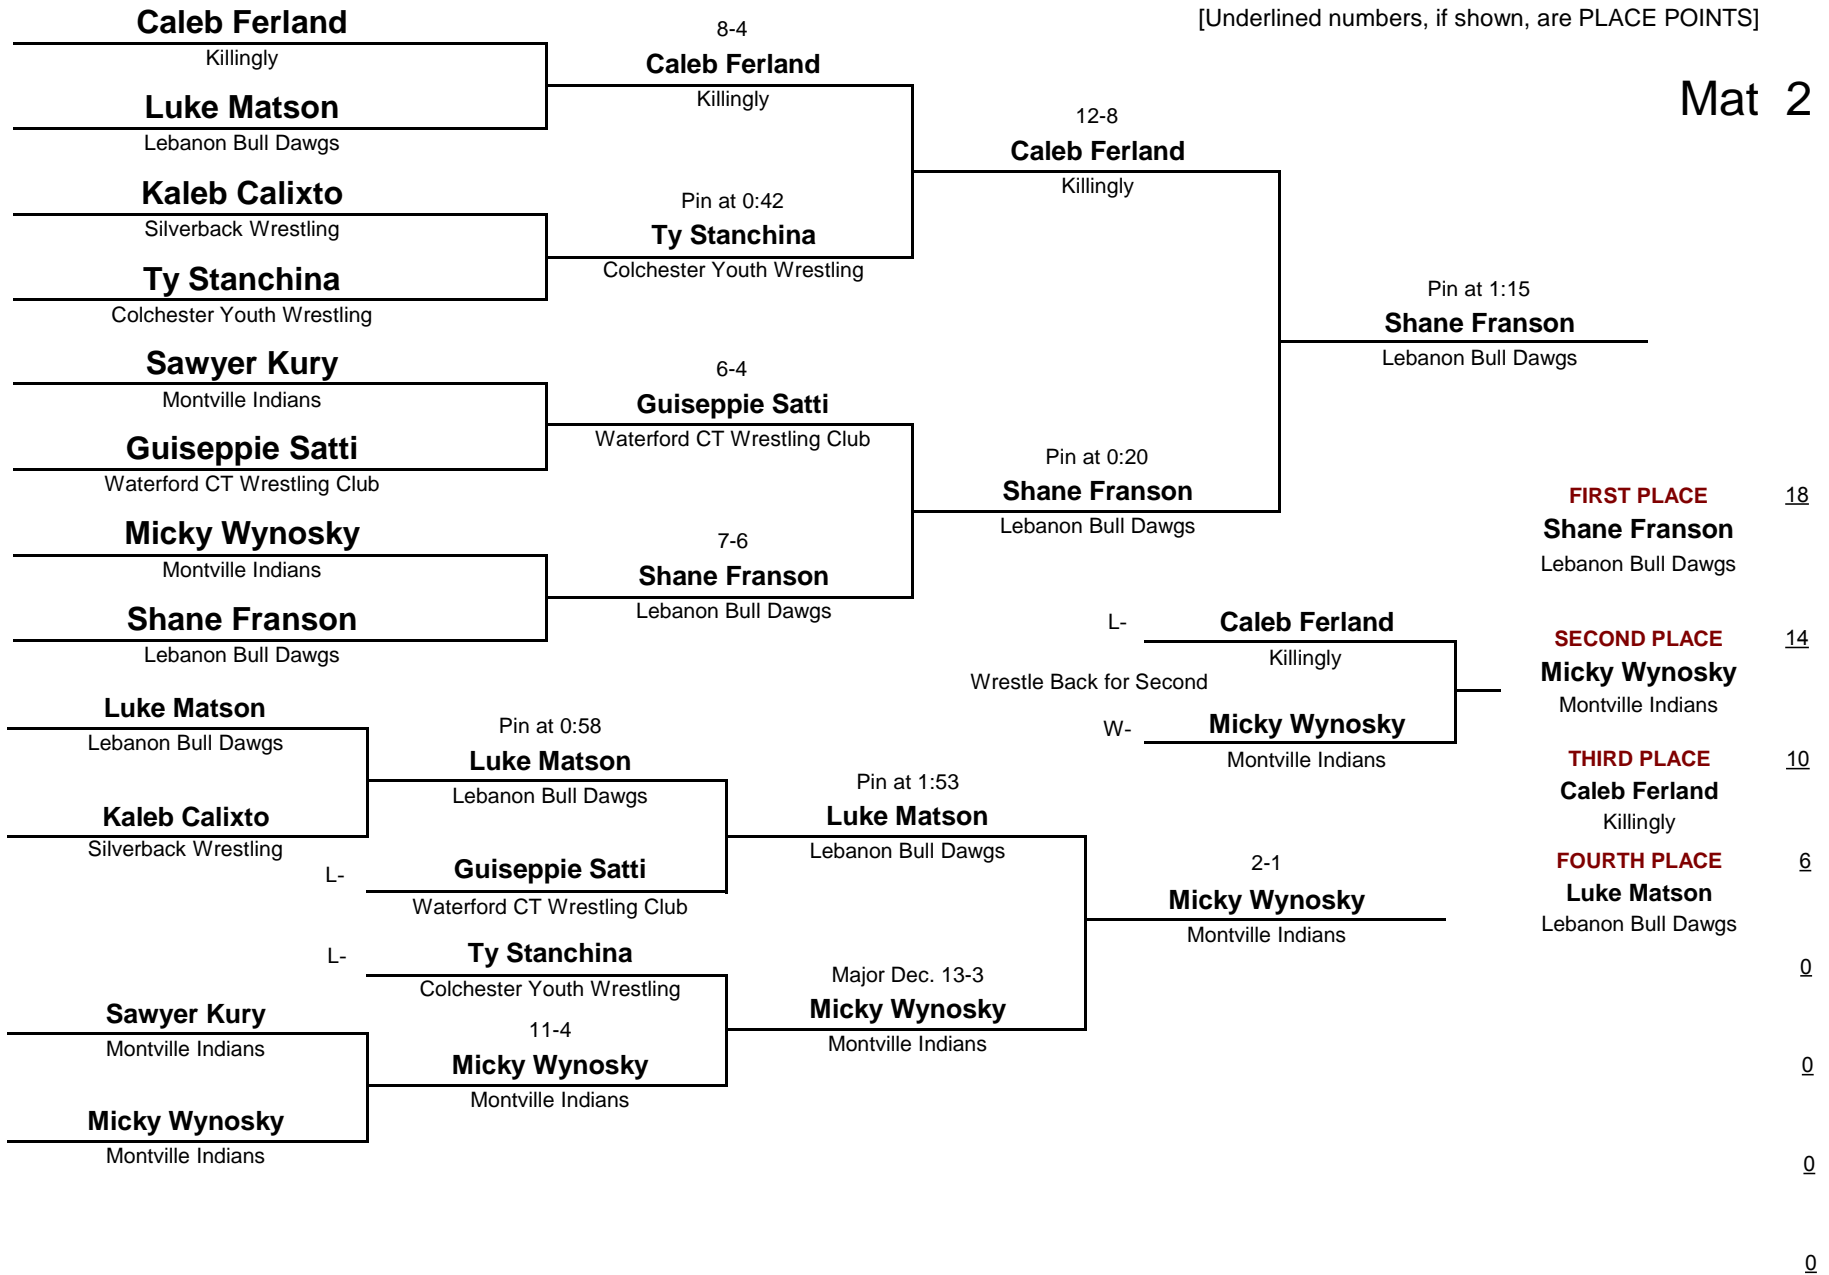 [Underlined numbers, if shown, are PLACE POINTS]
Mat 2
Caleb Ferland
Killingly
Luke Matson
Lebanon Bull Dawgs
Kaleb Calixto
Silverback Wrestling
Ty Stanchina
Colchester Youth Wrestling
Sawyer Kury
Montville Indians
Guiseppie Satti
Waterford CT Wrestling Club
Micky Wynosky
Montville Indians
Shane Franson
Lebanon Bull Dawgs
8-4
Caleb Ferland
Killingly
Pin at 0:42
Ty Stanchina
Colchester Youth Wrestling
6-4
Guiseppie Satti
Waterford CT Wrestling Club
7-6
Shane Franson
Lebanon Bull Dawgs
12-8
Caleb Ferland
Killingly
Pin at 0:20
Shane Franson
Lebanon Bull Dawgs
Pin at 1:15
Shane Franson
Lebanon Bull Dawgs
Luke Matson
Lebanon Bull Dawgs
Kaleb Calixto
Silverback Wrestling
Sawyer Kury
Montville Indians
Micky Wynosky
Montville Indians
Pin at 0:58
Luke Matson
Lebanon Bull Dawgs
L-
Guiseppie Satti
Waterford CT Wrestling Club
L-
Ty Stanchina
Colchester Youth Wrestling
11-4
Micky Wynosky
Montville Indians
Pin at 1:53
Luke Matson
Lebanon Bull Dawgs
Major Dec. 13-3
Micky Wynosky
Montville Indians
2-1
Micky Wynosky
Montville Indians
L-
Caleb Ferland
Killingly
Wrestle Back for Second
W-
Micky Wynosky
Montville Indians
FIRST PLACE 18
Shane Franson
Lebanon Bull Dawgs
SECOND PLACE 14
Micky Wynosky
Montville Indians
THIRD PLACE 10
Caleb Ferland
Killingly
FOURTH PLACE 6
Luke Matson
Lebanon Bull Dawgs
0
0
0
0